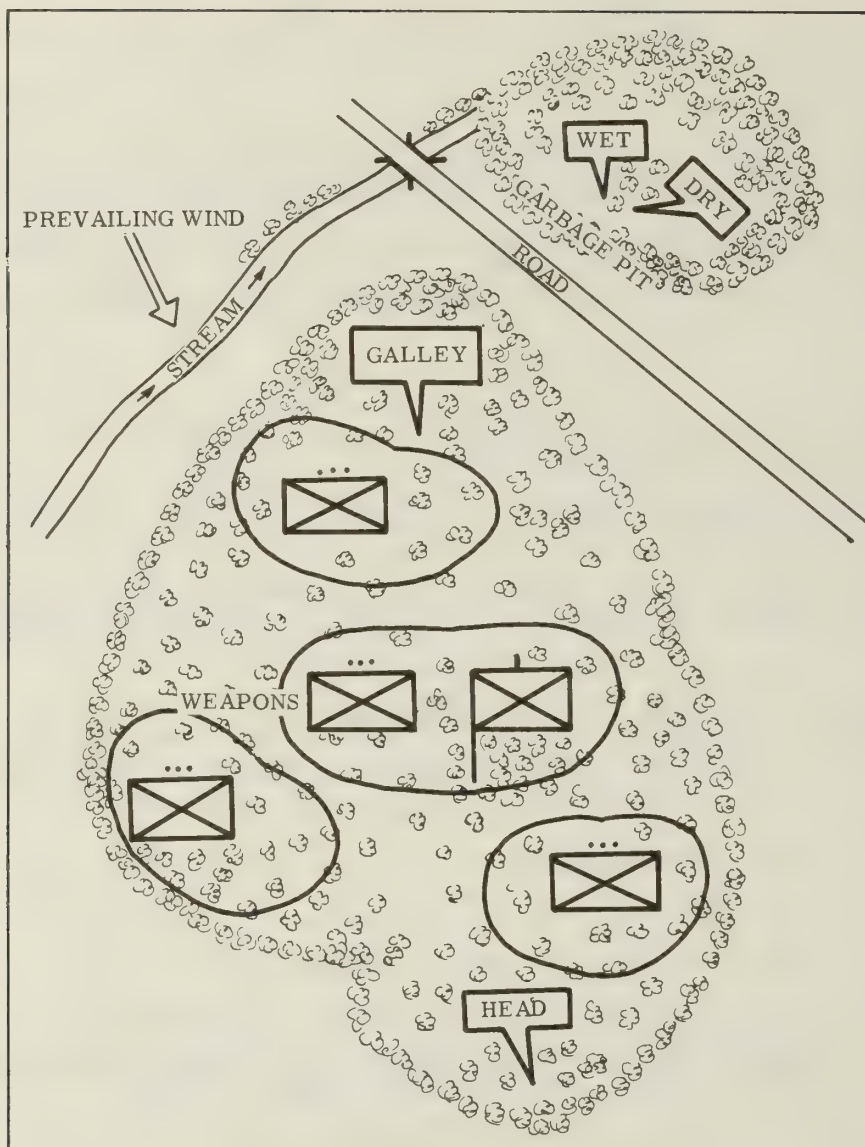 WET
DRY
GARBAGE PIT
PREVAILING WIND
ROAD
STREAM
GALLEY
WEAPONS
HEAD